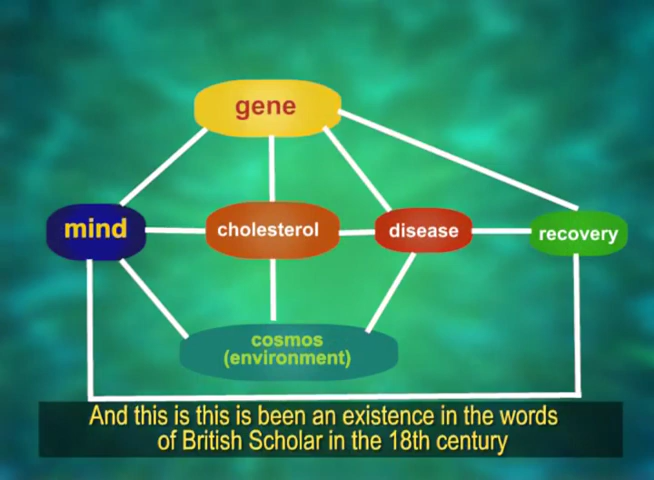 gene
mind
cholesterol
disease
recovery
cosmos
(environment)
And this is this is been an existence in the words
of British Scholar in the 18th century